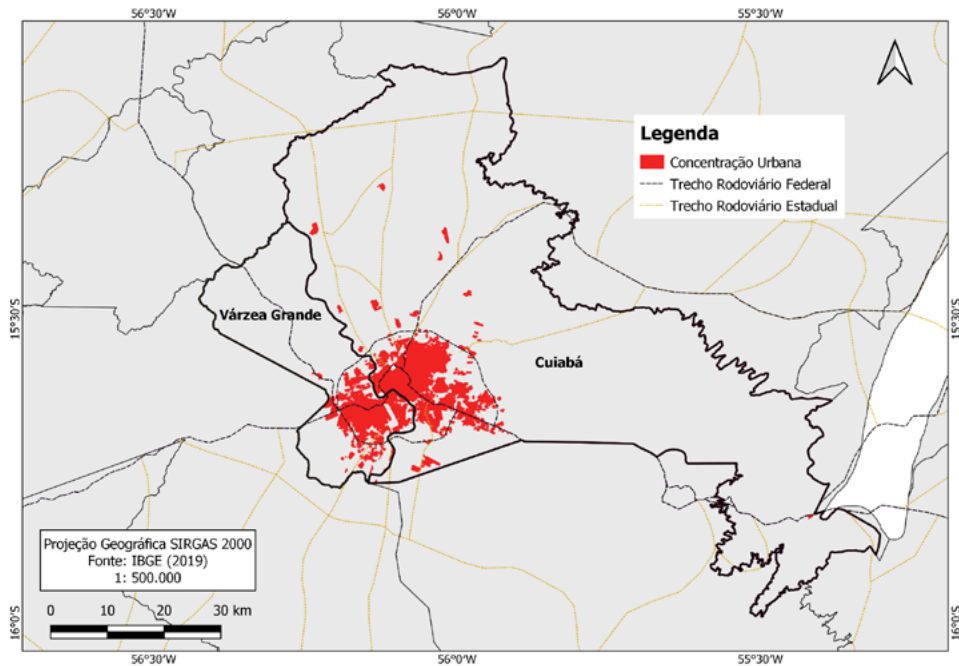 56°30'W 56°0'W 55°30'W
15°30'S
15°30'S
Legenda
Concentração Urbana
Trecho Rodoviário Federal
Trecho Rodoviário Estadual
Várzea Grande
Cuiabá
Projeção Geográfica SIRGAS 2000
Fonte: IBGE (2019)
1: 500.000
0 10 20 30 km
16°0'S
16°0'S
56°30'W 56°0'W 55°30'W